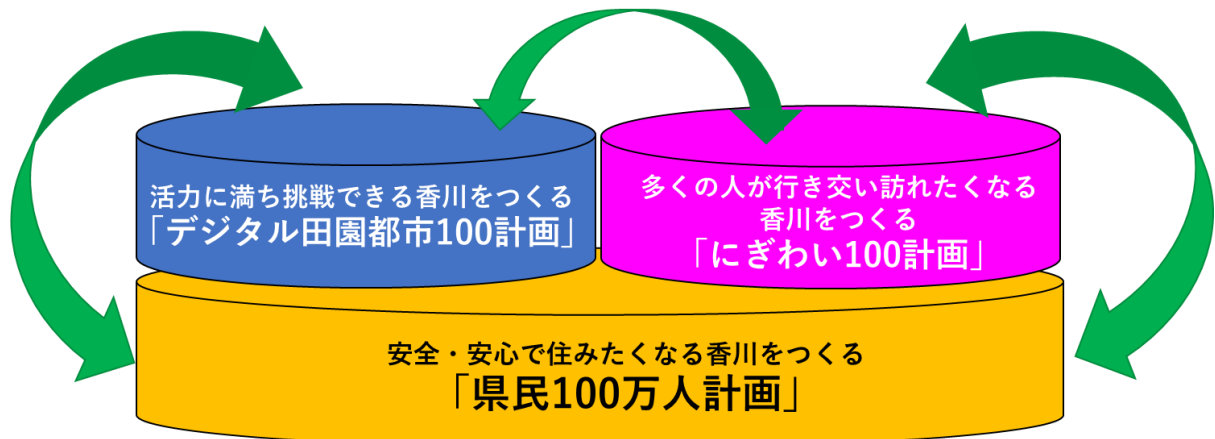 活力に満ち挑戦できる香川をつくる
「デジタル田園都市100計画」
多くの人が行き交い訪れたくなる
香川をつくる
「にぎわい100計画」
安全・安心で住みたくなる香川をつくる
「県民100万人計画」